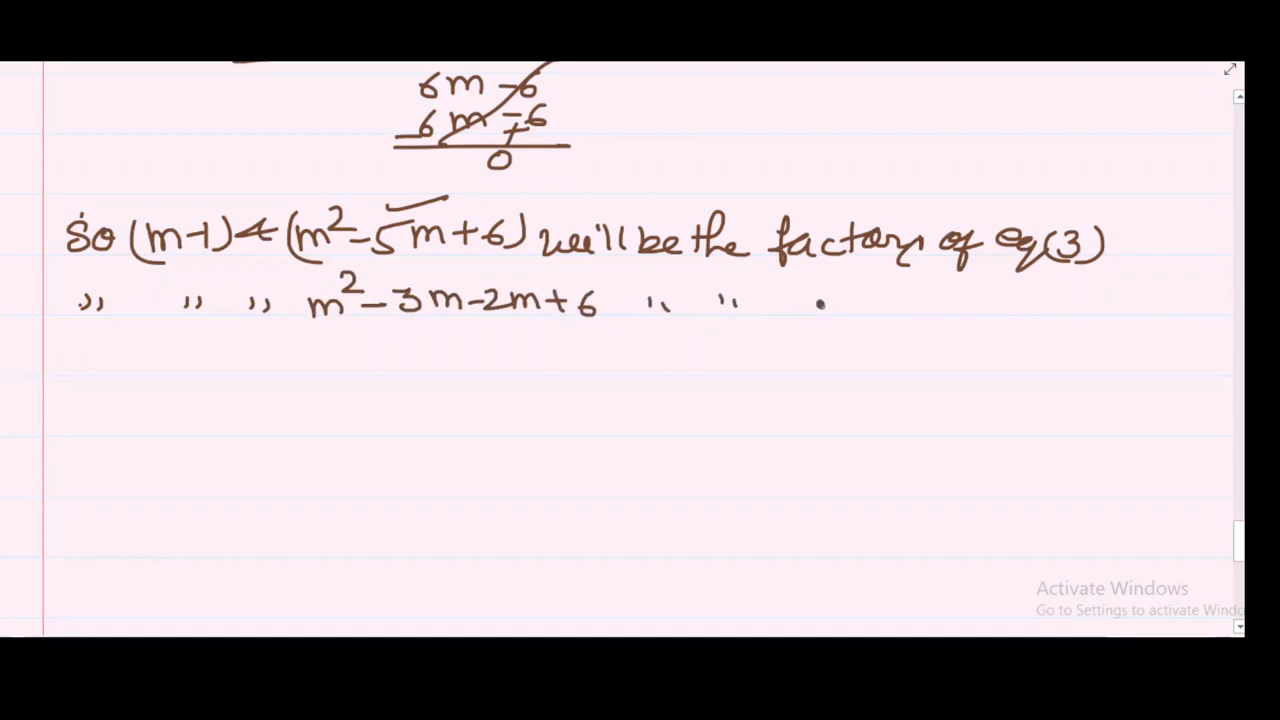 6m -6
-6m -6
+
0
So (m-1) & (m²-5m+6) will be the factors of eq(3)
" " " m²-3m-2m+6 " "
Activate Windows
Go to Settings to activate Windo